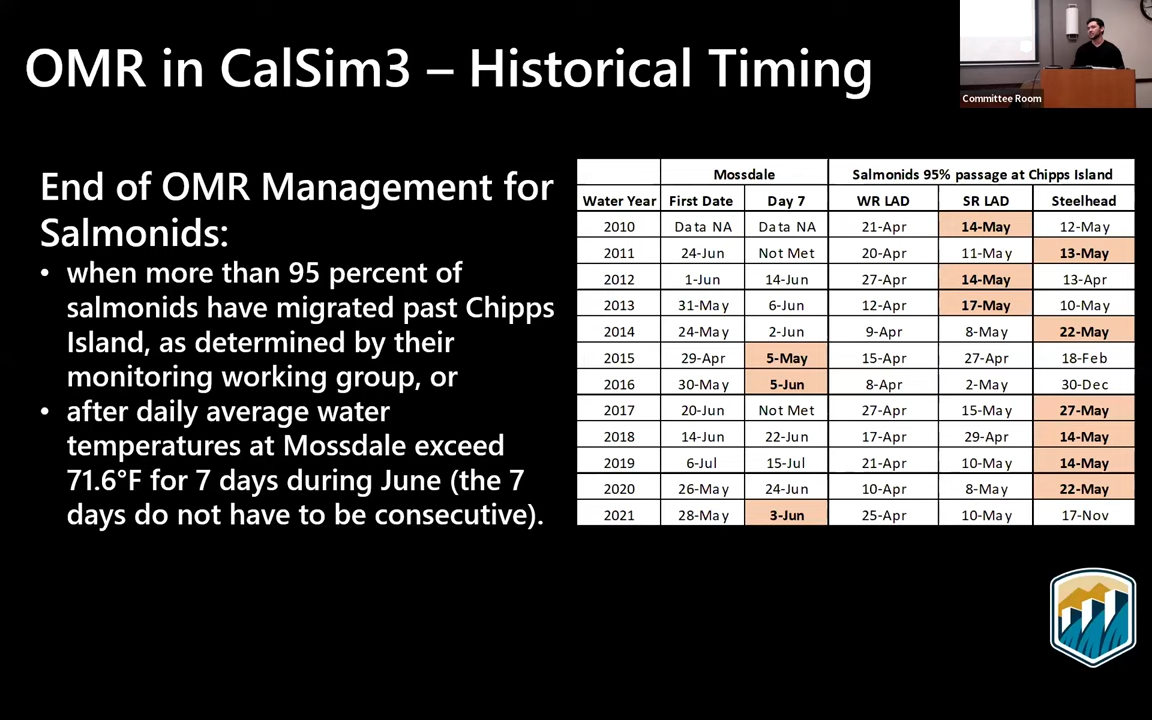 OMR in CalSim3 – Historical Timing
Committee Room
End of OMR Management for
Salmonids:
• when more than 95 percent of
salmonids have migrated past Chipps
Island, as determined by their
monitoring working group, or
• after daily average water
temperatures at Mossdale exceed
71.6°F for 7 days during June (the 7
days do not have to be consecutive).
Mossdale Salmonids 95% passage at Chipps Island
Water Year First Date Day 7 WR LAD SR LAD Steelhead
2010 Data NA Data NA 21-Apr 14-May 12-May
2011 24-Jun Not Met 20-Apr 11-May 13-May
2012 1-Jun 14-Jun 27-Apr 14-May 13-Apr
2013 31-May 6-Jun 12-Apr 17-May 10-May
2014 24-May 2-Jun 9-Apr 8-May 22-May
2015 29-Apr 5-May 15-Apr 27-Apr 18-Feb
2016 30-May 5-Jun 8-Apr 2-May 30-Dec
2017 20-Jun Not Met 27-Apr 15-May 27-May
2018 14-Jun 22-Jun 17-Apr 29-Apr 14-May
2019 6-Jul 15-Jul 21-Apr 10-May 14-May
2020 26-May 24-Jun 10-Apr 8-May 22-May
2021 28-May 3-Jun 25-Apr 10-May 17-Nov